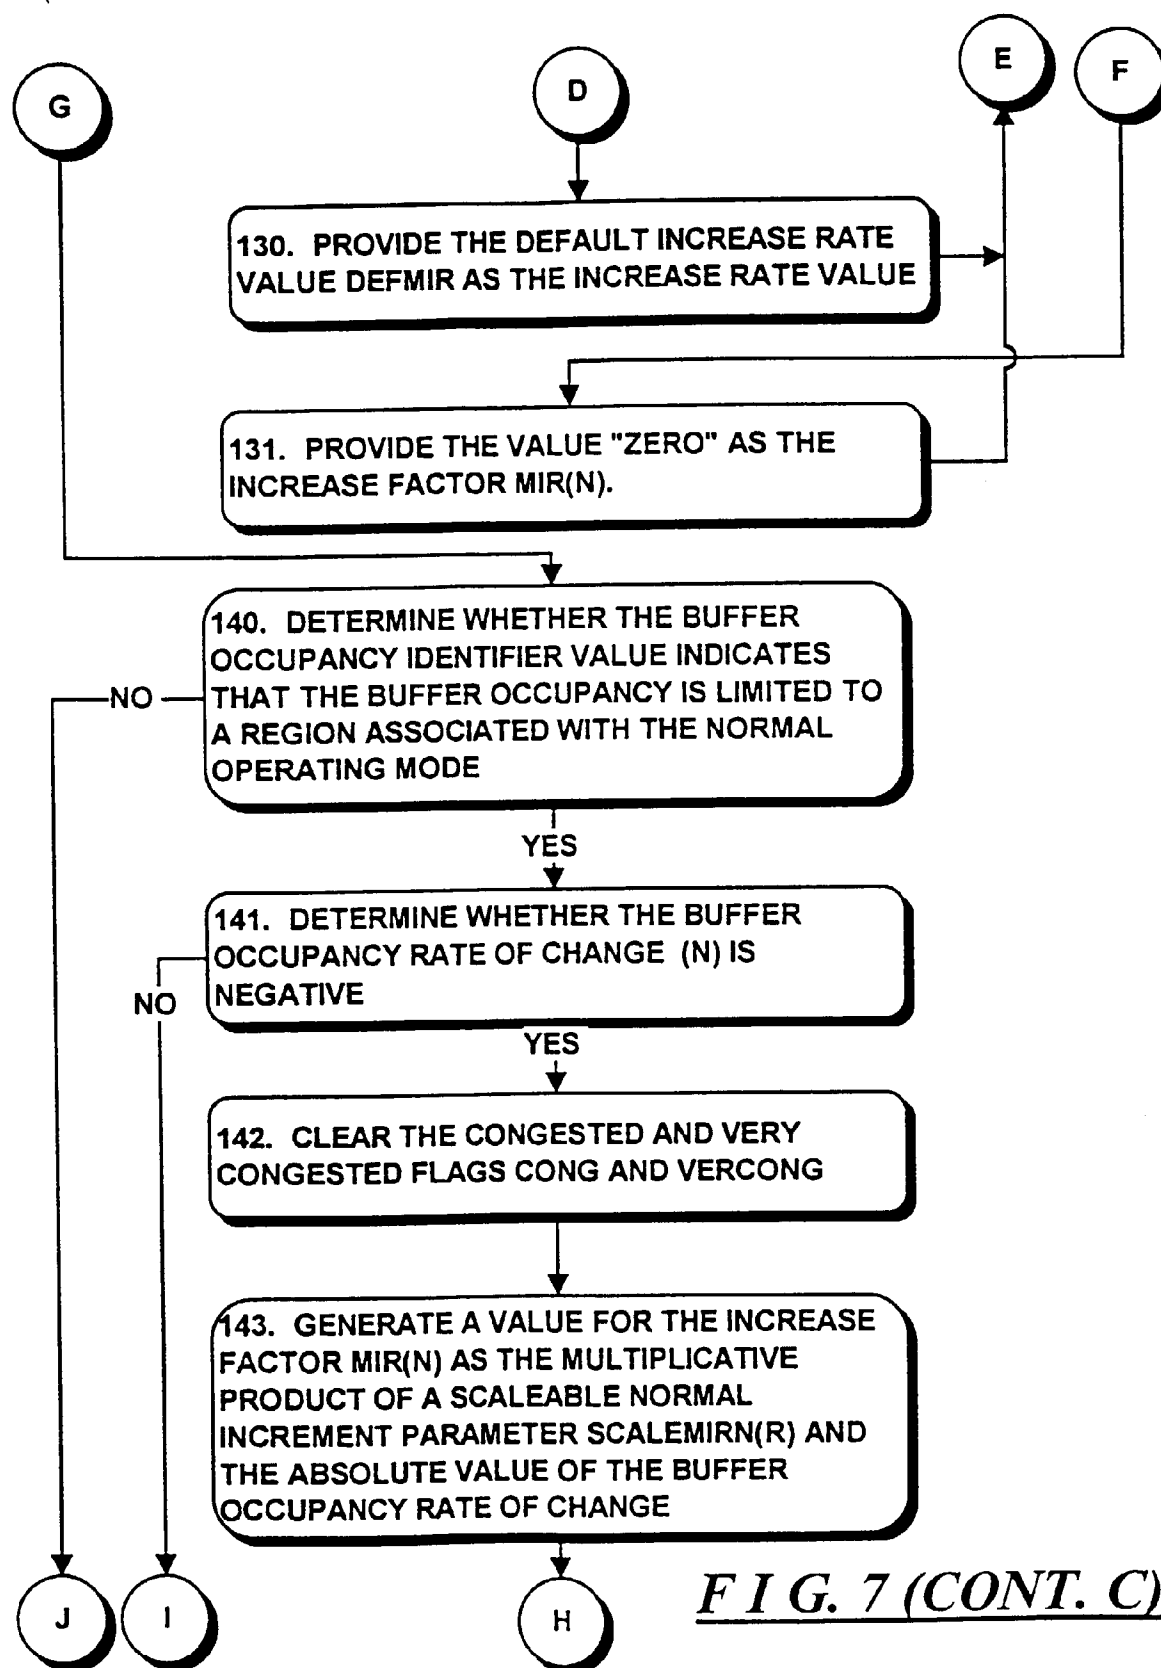 G
D
E
F
130. PROVIDE THE DEFAULT INCREASE RATE
VALUE DEFMIR AS THE INCREASE RATE VALUE
131. PROVIDE THE VALUE "ZERO" AS THE
INCREASE FACTOR MIR(N).
140. DETERMINE WHETHER THE BUFFER
OCCUPANCY IDENTIFIER VALUE INDICATES
THAT THE BUFFER OCCUPANCY IS LIMITED TO
A REGION ASSOCIATED WITH THE NORMAL
OPERATING MODE
NO
YES
141. DETERMINE WHETHER THE BUFFER
OCCUPANCY RATE OF CHANGE (N) IS
NEGATIVE
NO
YES
142. CLEAR THE CONGESTED AND VERY
CONGESTED FLAGS CONG AND VERCONG
143. GENERATE A VALUE FOR THE INCREASE
FACTOR MIR(N) AS THE MULTIPLICATIVE
PRODUCT OF A SCALEABLE NORMAL
INCREMENT PARAMETER SCALEMIRN(R) AND
THE ABSOLUTE VALUE OF THE BUFFER
OCCUPANCY RATE OF CHANGE
J
I
H
FIG. 7 (CONT. C)